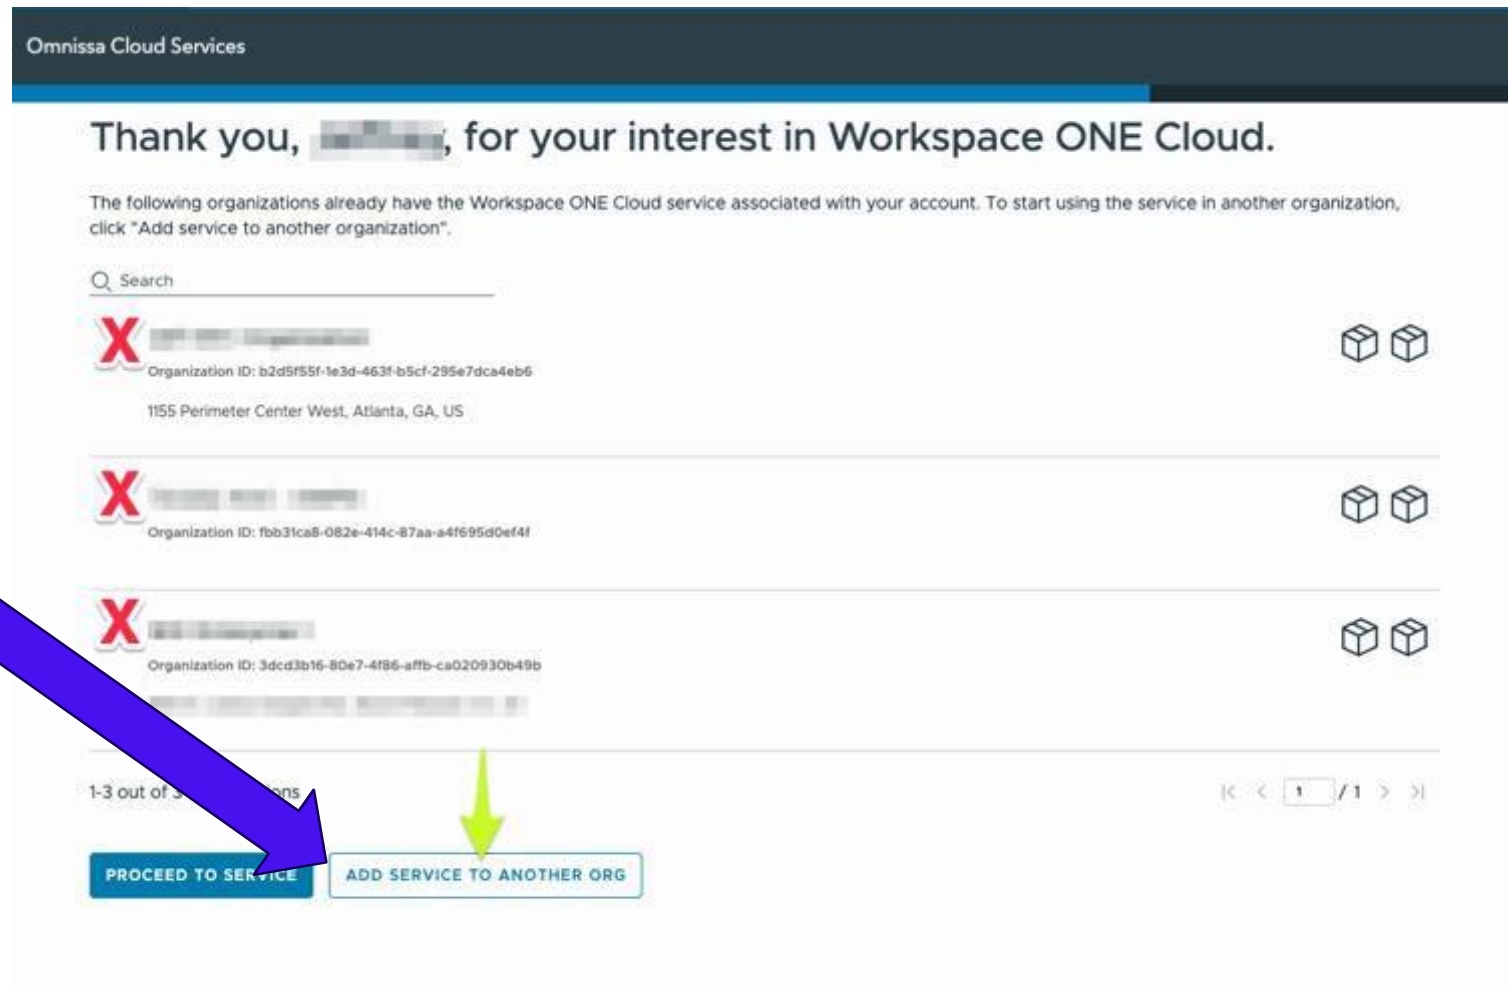 Omnissa Cloud Services
Thank you, , for your interest in Workspace ONE Cloud.
The following organizations already have the Workspace ONE Cloud service associated with your account. To start using the service in another organization,
click "Add service to another organization".
Search
X
Organization ID: b2d5f55f-1e3d-463f-b5cf-295e7dca4eb6
1155 Perimeter Center West, Atlanta, GA, US
X
Organization ID: fbb31ca8-082e-414c-87aa-a4f695d0ef4f
X
Organization ID: 3dcd3b16-80e7-4f86-affb-ca020930b49b
1-3 out of
1 / 1
PROCEED TO SERVICE
ADD SERVICE TO ANOTHER ORG